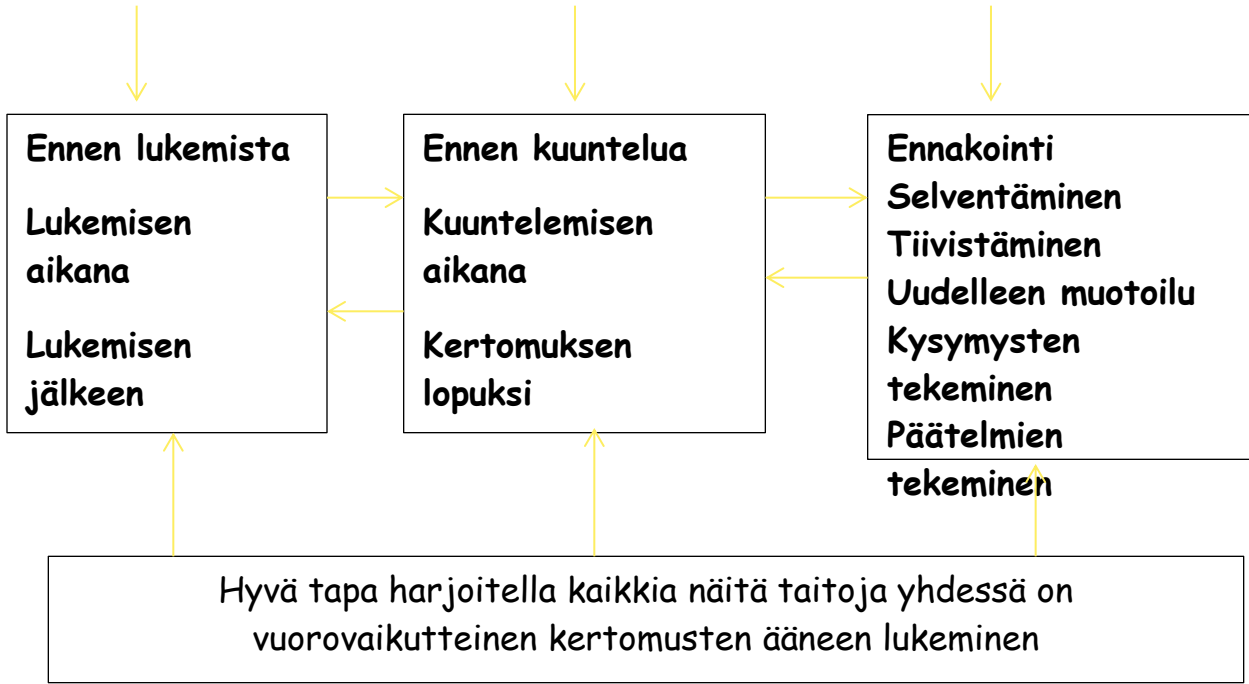 Ennen lukemista
Lukemisen
aikana
Lukemisen
jälkeen
Ennen kuuntelua
Kuuntelemisen
aikana
Kertomuksen
lopuksi
Ennakointi
Selventäminen
Tiivistäminen
Uudelleen muotoilu
Kysymysten
tekeminen
Päätelmien
tekeminen
Hyvä tapa harjoitella kaikkia näitä taitoja yhdessä on
vuorovaikutteinen kertomusten ääneen lukeminen